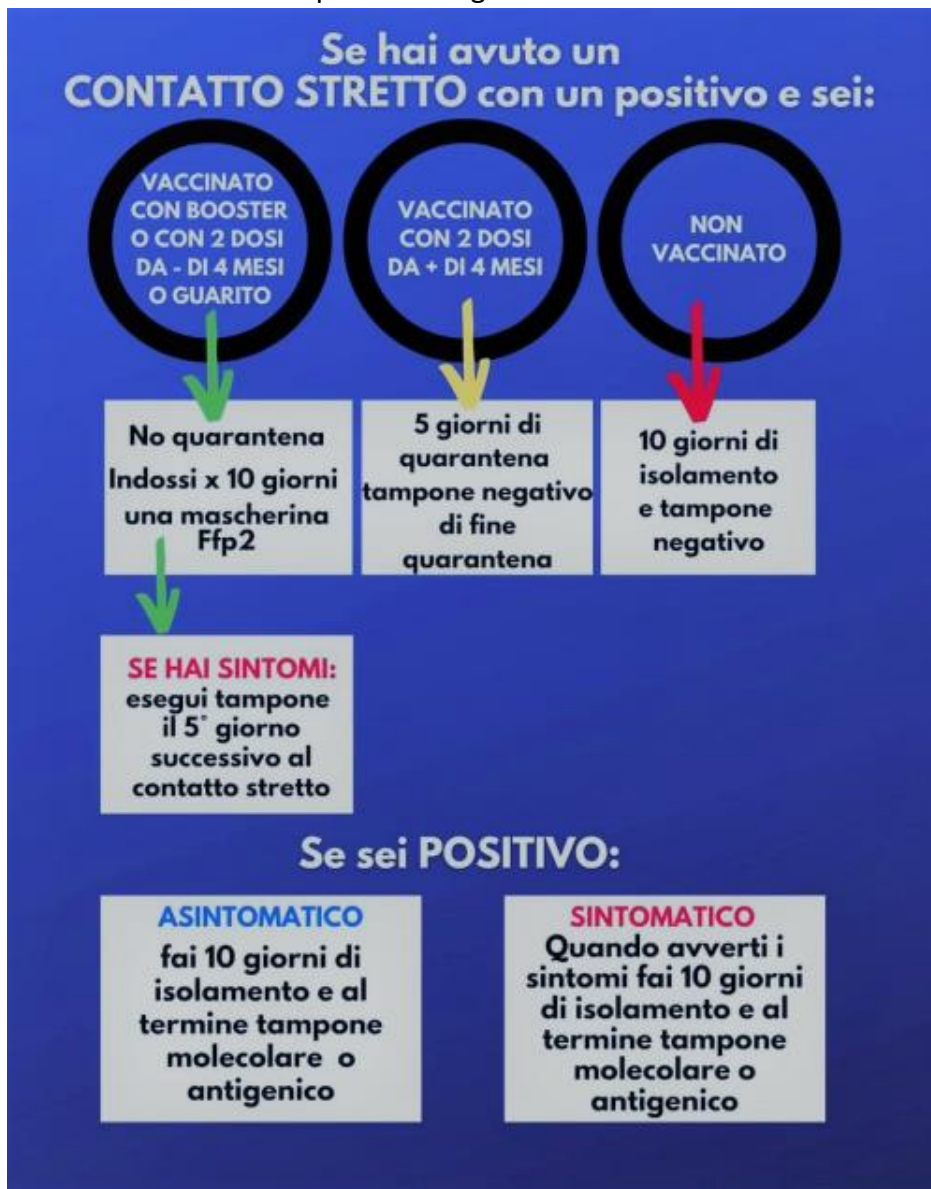 Se hai avuto un
CONTATTO STRETTO con un positivo e sei:
VACCINATO
CON BOOSTER
O CON 2 DOSI
DA - DI 4 MESI
O GUARITO
VACCINATO
CON 2 DOSI
DA + DI 4 MESI
NON
VACCINATO
No quarantena
Indossi x 10 giorni
una mascherina
Ffp2
5 giorni di
quarantena
tampone negativo
di fine
quarantena
10 giorni di
isolamento
e tampone
negativo
SE HAI SINTOMI:
esegui tampone
il 5° giorno
successivo al
contatto stretto
Se sei POSITIVO:
ASINTOMATICO
fai 10 giorni di
isolamento e al
termine tampone
molecolare o
antigenico
SINTOMATICO
Quando avverti i
sintomi fai 10 giorni
di isolamento e al
termine tampone
molecolare o
antigenico